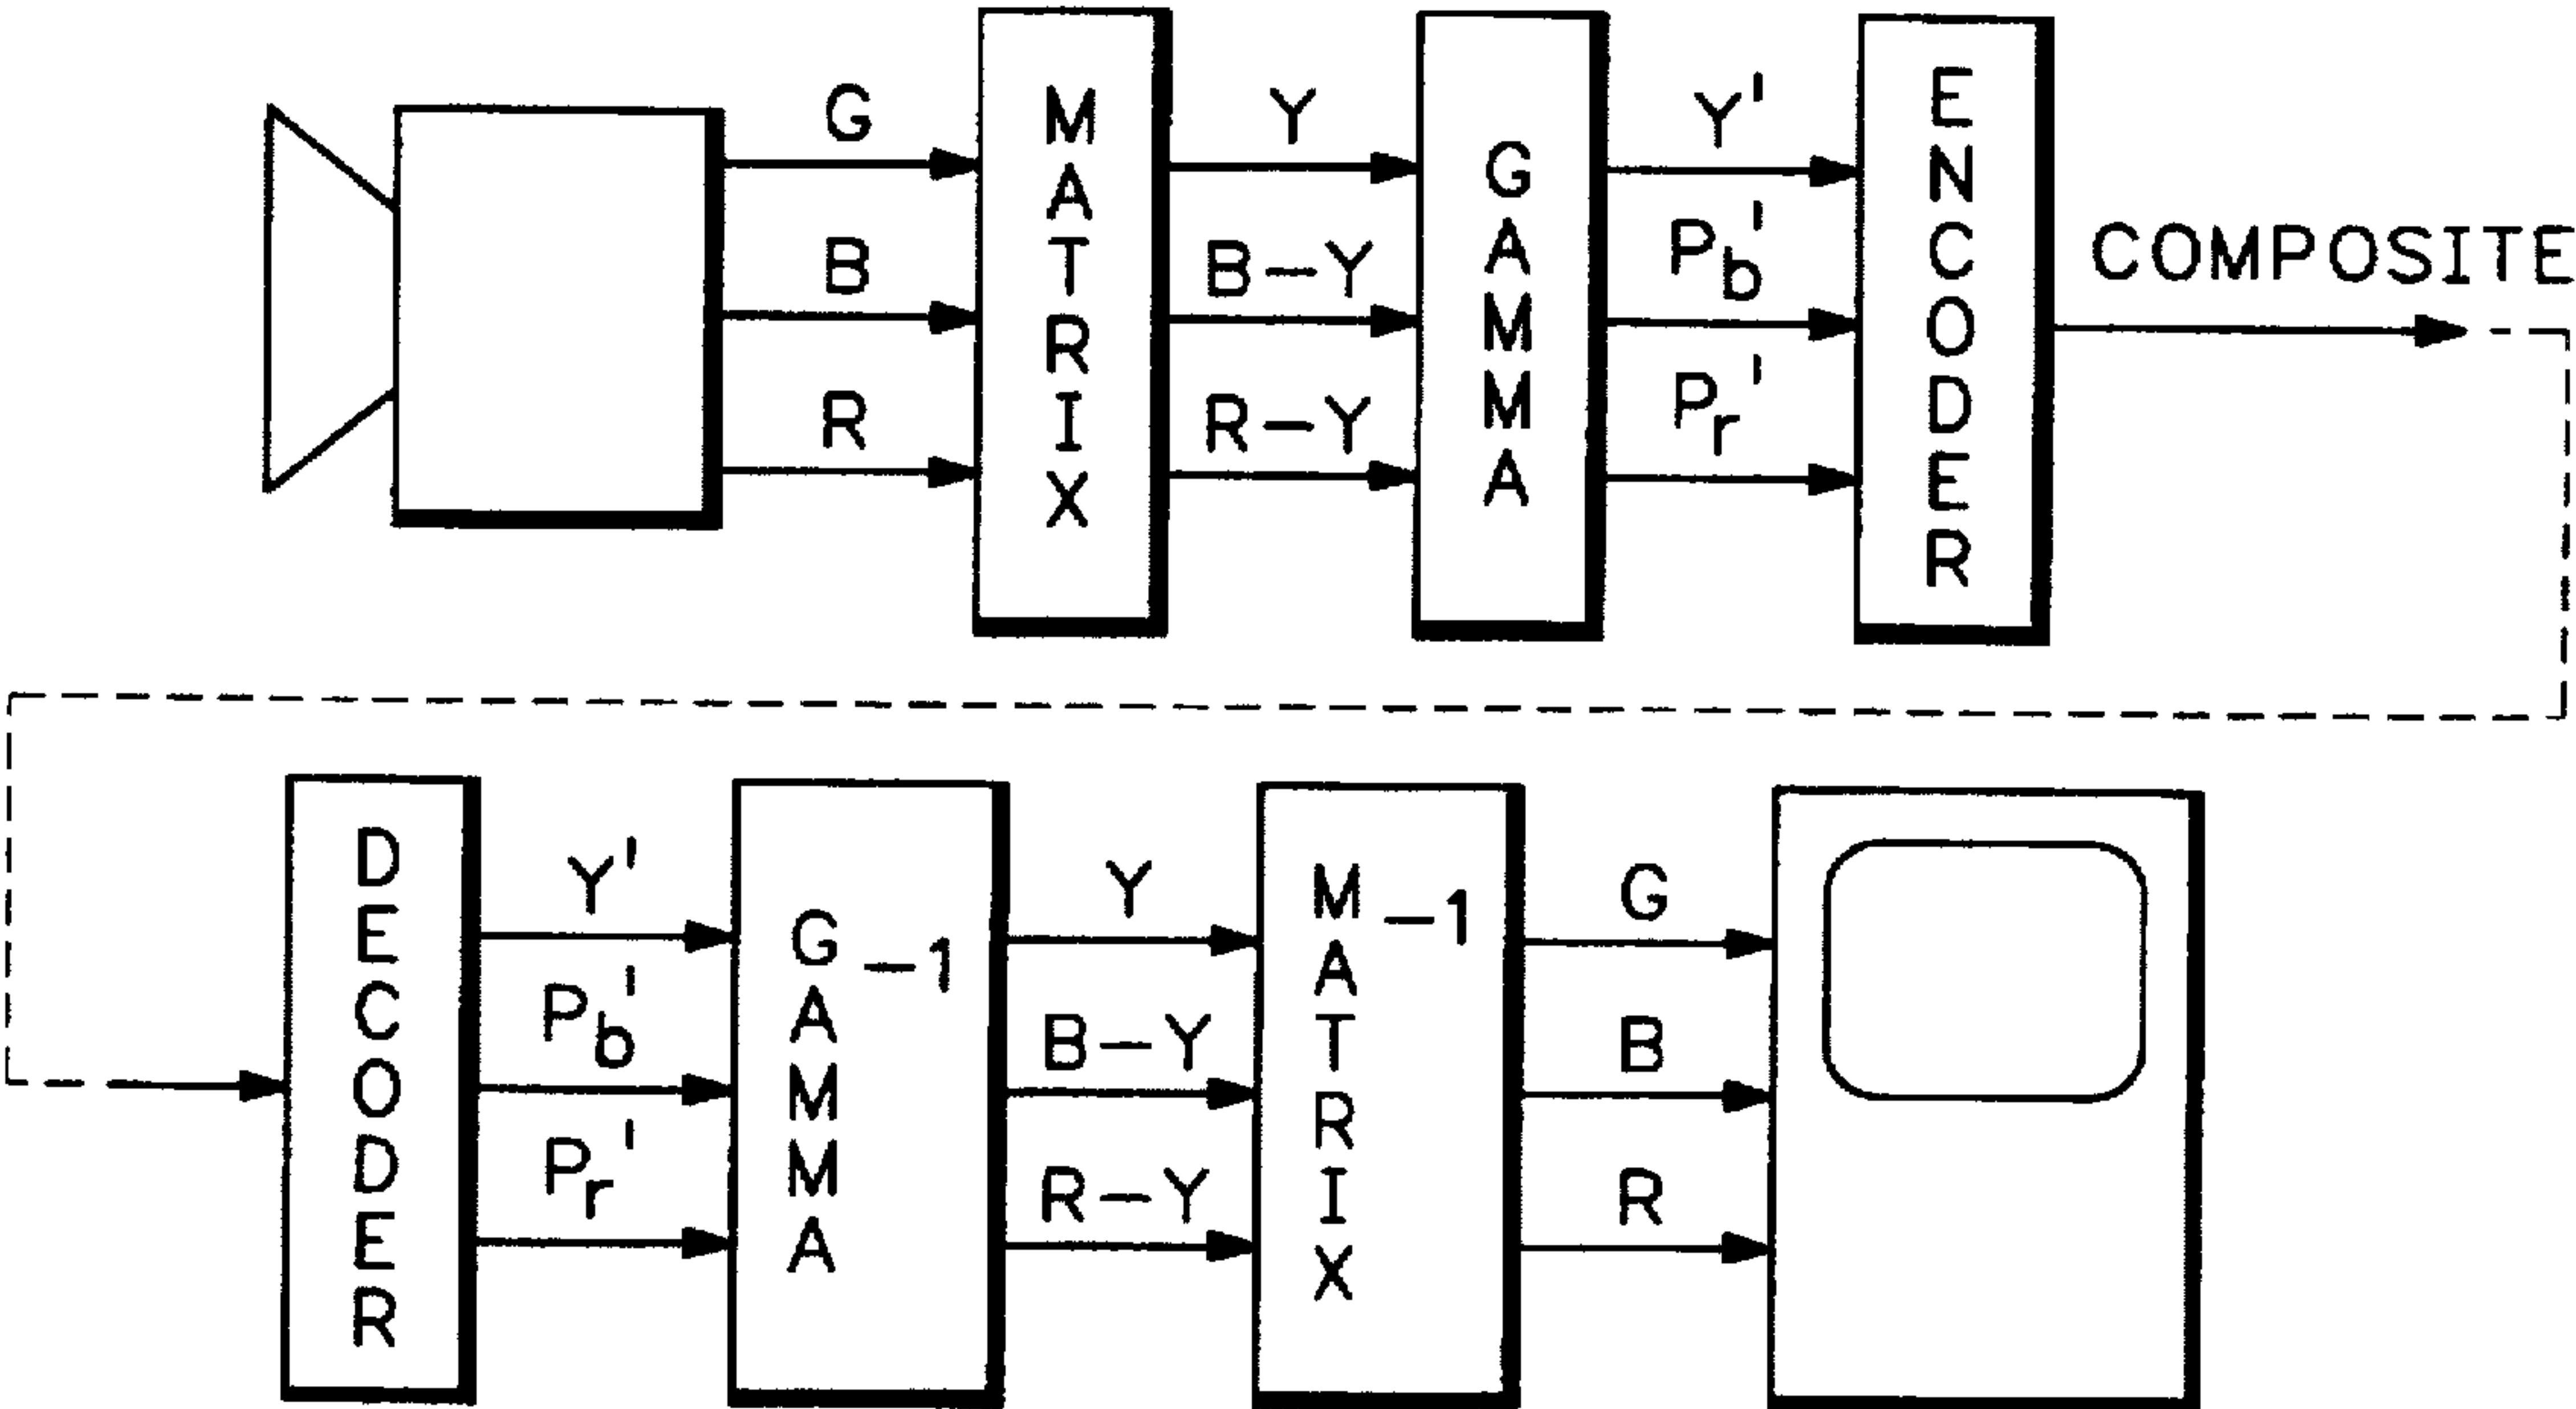 G
B
R
MATRIX
Y
B-Y
R-Y
GAMMA
Y'
Pb'
Pr'
ENCODER
COMPOSITE
DECODER
Y'
Pb'
Pr'
GAMMA -1
Y
B-Y
R-Y
MATRIX -1
G
B
R